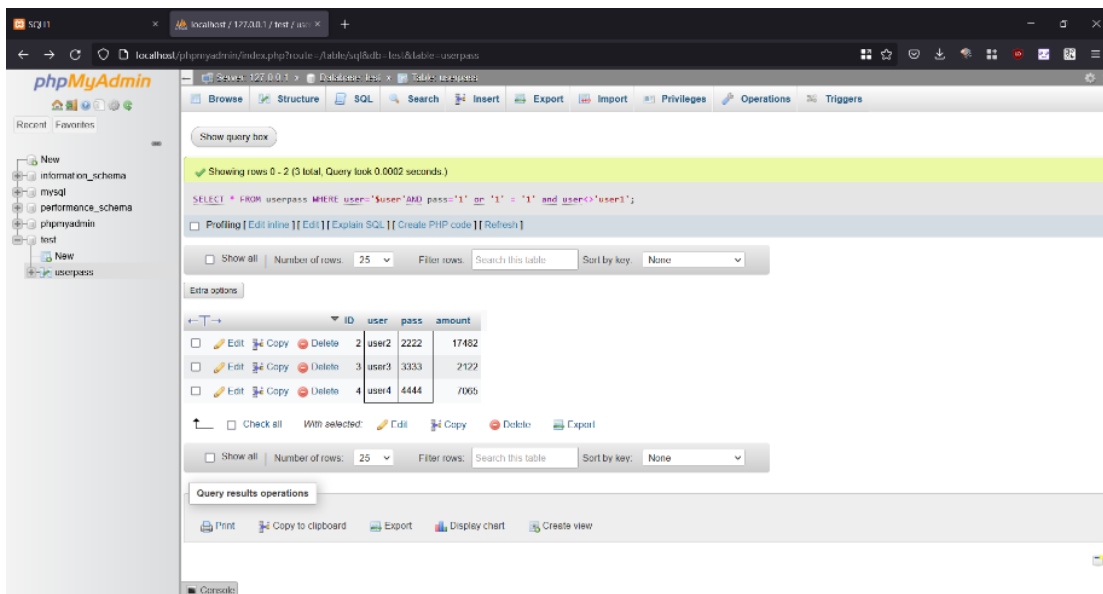 SQLI1
localhost / 127.0.0.1 / test / user
localhost/phpmyadmin/index.php?route=/table/sql&db=test&table=userpass
phpMyAdmin
Recent Favorites
New
information_schema
mysql
performance_schema
phpmyadmin
test
New
userpass
Server: 127.0.0.1 » Database: test » Table: userpass
Browse Structure SQL Search Insert Export Import Privileges Operations Triggers
Show query box
Showing rows 0 - 2 (3 total, Query took 0.0002 seconds.)
SELECT * FROM userpass WHERE user='$user'AND pass='1' or '1' = '1' and user<>'user1';
Profiling [ Edit inline ] [ Edit ] [ Explain SQL ] [ Create PHP code ] [ Refresh ]
Show all | Number of rows: 25 Filter rows: Search this table Sort by key: None
Extra options
←T→ ID user pass amount
Edit Copy Delete 2 user2 2222 17482
Edit Copy Delete 3 user3 3333 2122
Edit Copy Delete 4 user4 4444 7065
Check all With selected: Edit Copy Delete Export
Show all | Number of rows: 25 Filter rows: Search this table Sort by key: None
Query results operations
Print Copy to clipboard Export Display chart Create view
Console